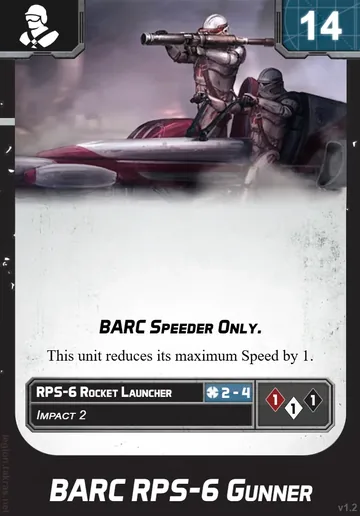 14
BARC Speeder Only.
This unit reduces its maximum Speed by 1.
RPS-6 Rocket Launcher 2 - 4
Impact 2
1 1 1
BARC RPS-6 Gunner
v1.2